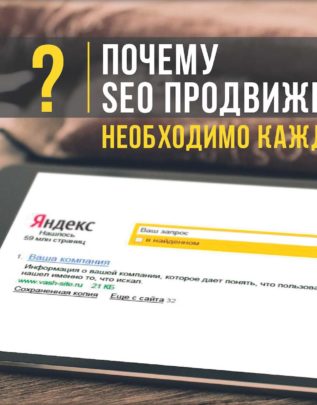 ?
ПОЧЕМУ
SEO ПРОДВИЖЕ
НЕОБХОДИМО КАЖД
Яндекс
Нашлось
59 млн страниц
Ваш запрос
в найденном
1. Ваша компания
Информация о вашей компании, которое дает понять, что пользова
нашел именно то, что искал.
www.vash-site.ru 21 КБ
Сохраненная копия Еще с сайта 32